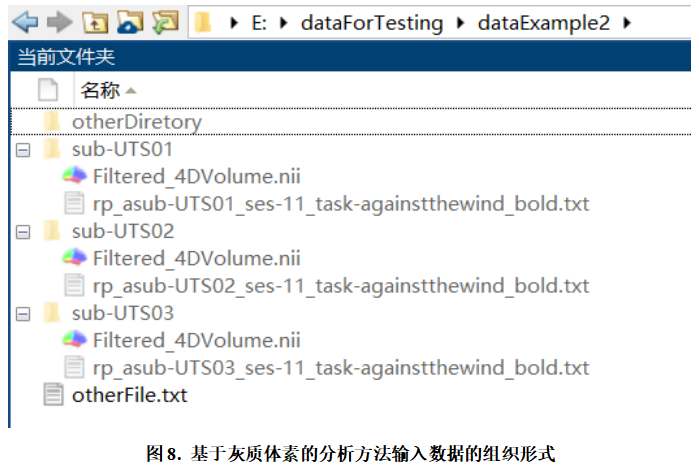 E: dataForTesting dataExample2
当前文件夹
名称
otherDiretory
sub-UTS01
Filtered_4DVolume.nii
rp_asub-UTS01_ses-11_task-againstthewind_bold.txt
sub-UTS02
Filtered_4DVolume.nii
rp_asub-UTS02_ses-11_task-againstthewind_bold.txt
sub-UTS03
Filtered_4DVolume.nii
rp_asub-UTS03_ses-11_task-againstthewind_bold.txt
otherFile.txt
图8. 基于灰质体素的分析方法输入数据的组织形式